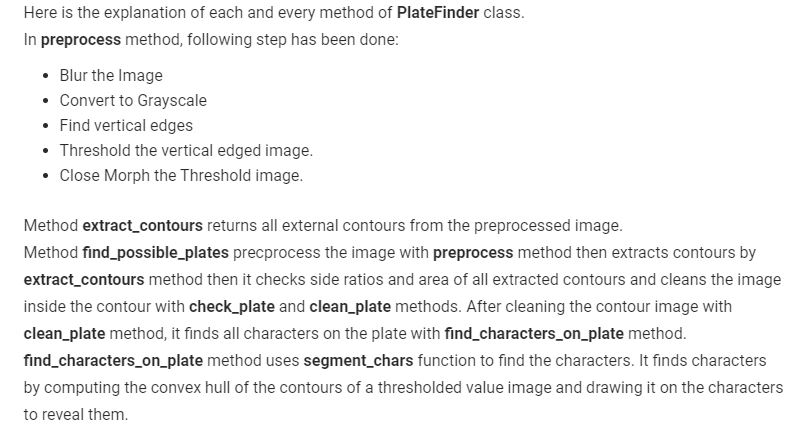 Here is the explanation of each and every method of PlateFinder class.
In preprocess method, following step has been done:
• Blur the Image
• Convert to Grayscale
• Find vertical edges
• Threshold the vertical edged image.
• Close Morph the Threshold image.
Method extract_contours returns all external contours from the preprocessed image.
Method find_possible_plates precprocess the image with preprocess method then extracts contours by
extract_contours method then it checks side ratios and area of all extracted contours and cleans the image
inside the contour with check_plate and clean_plate methods. After cleaning the contour image with
clean_plate method, it finds all characters on the plate with find_characters_on_plate method.
find_characters_on_plate method uses segment_chars function to find the characters. It finds characters
by computing the convex hull of the contours of a thresholded value image and drawing it on the characters
to reveal them.